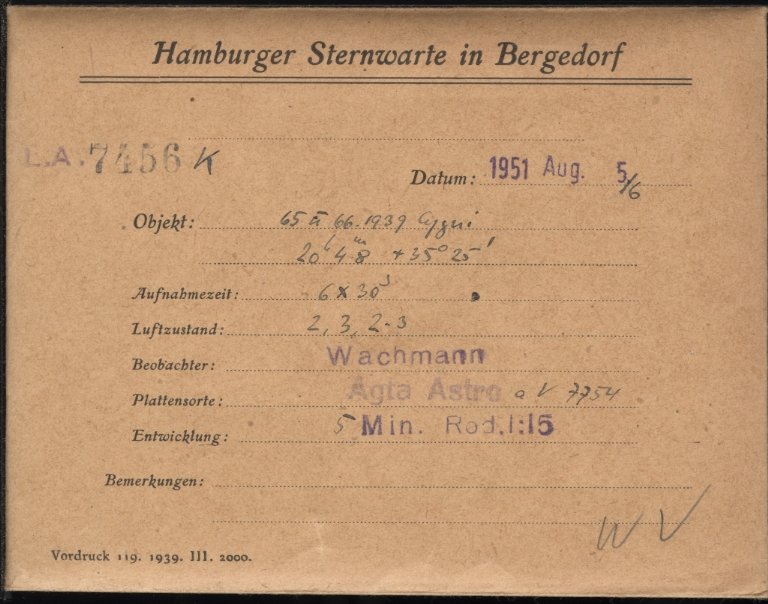 Hamburger Sternwarte in Bergedorf
L.A. 7456 K
Datum: 1951 Aug. 5/6
Objekt: 65 u 66.1939 Cygni
20h 48m +35° 25'
Aufnahmezeit: 6 x 30s
Luftzustand: 2, 3, 2-3
Beobachter: Wachmann
Plattensorte: Agfa Astro a V 7754
Entwicklung: 5 Min. Rod. 1:15
Bemerkungen:
W V
Vordruck 119. 1939. III. 2000.